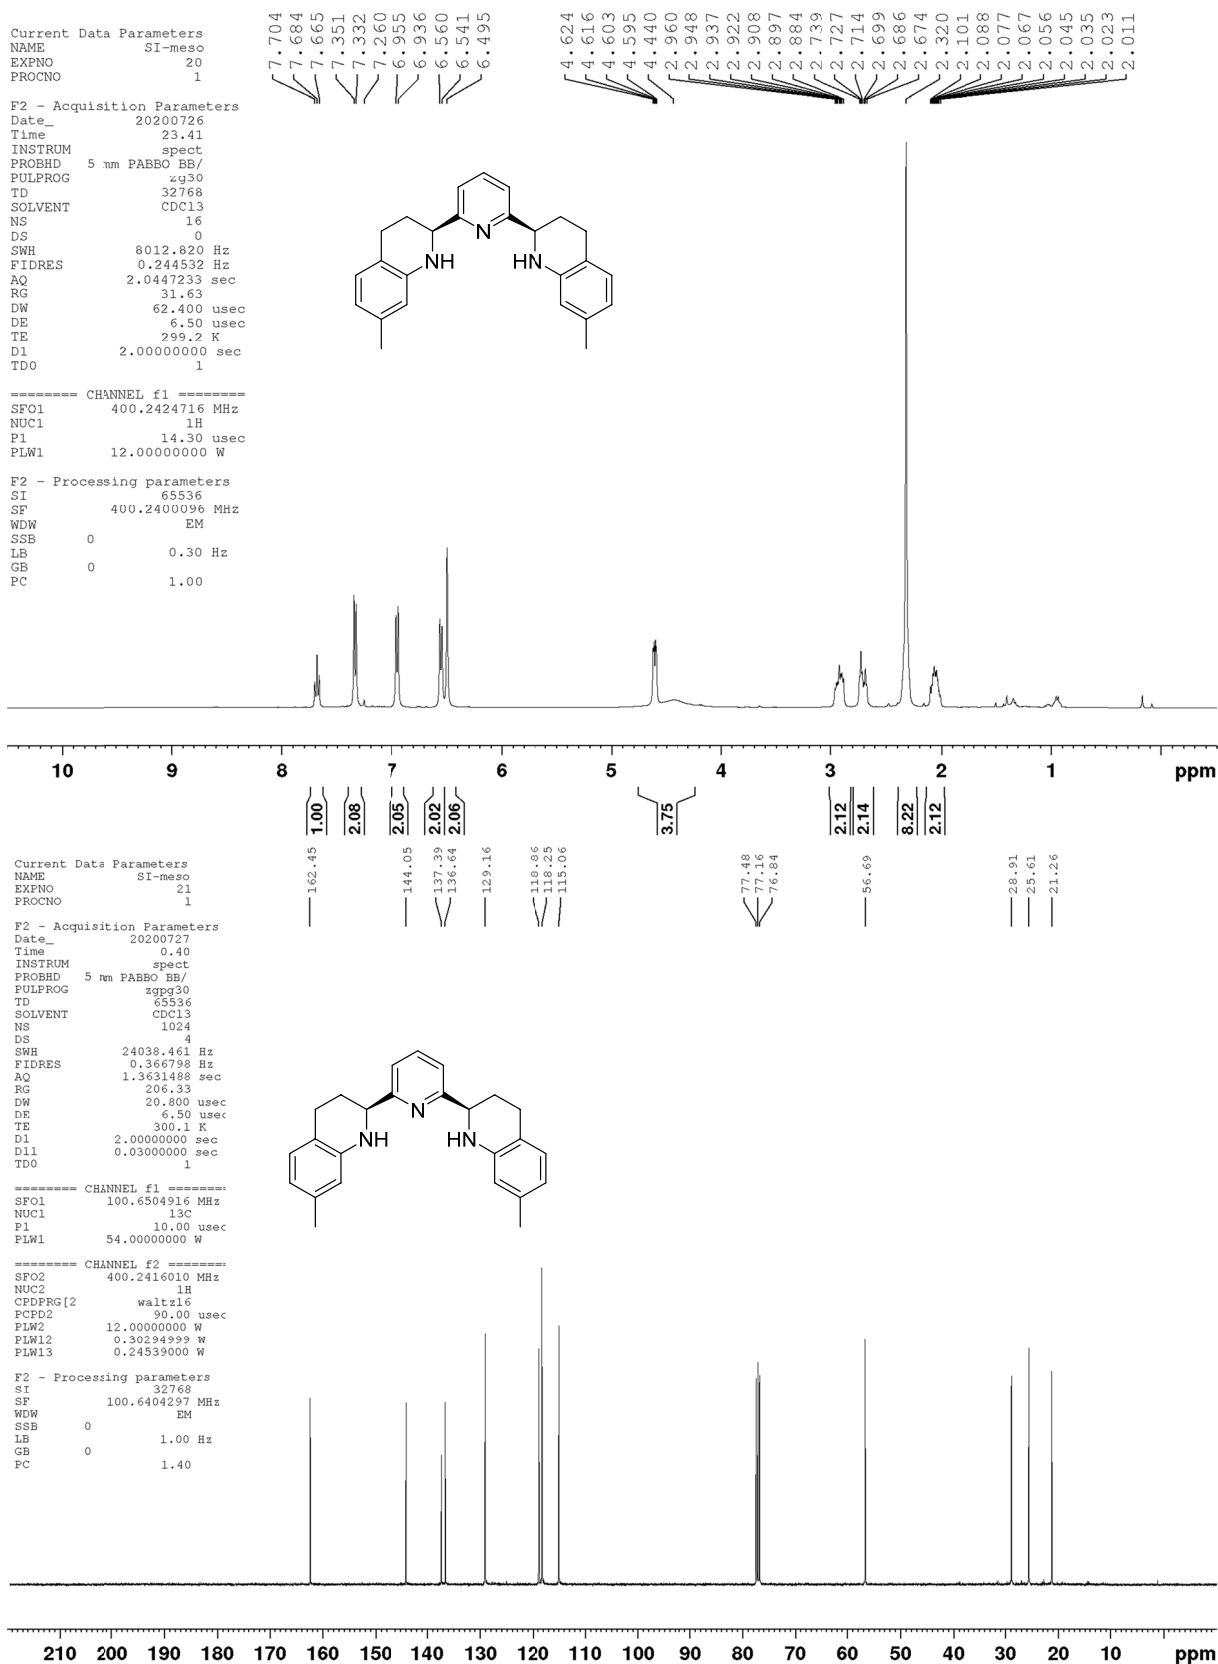 7.704 7.684 7.665 7.351 7.332 7.260 6.955 6.936 6.560 6.541 6.495 4.624 4.616 4.603 4.595 4.440 2.960 2.948 2.937 2.922 2.908 2.897 2.884 2.739 2.727 2.714 2.699 2.686 2.674 2.320 2.101 2.088 2.077 2.067 2.056 2.045 2.035 2.023 2.011
Current Data Parameters
NAME SI-meso
EXPNO 20
PROCNO 1
F2 - Acquisition Parameters
Date_ 20200726
Time 23.41
INSTRUM spect
PROBHD 5 mm PABBO BB/
PULPROG zg30
TD 32768
SOLVENT CDCl3
NS 16
DS 0
SWH 8012.820 Hz
FIDRES 0.244532 Hz
AQ 2.0447233 sec
RG 31.63
DW 62.400 usec
DE 6.50 usec
TE 299.2 K
D1 2.00000000 sec
TD0 1
======== CHANNEL f1 ========
SFO1 400.2424716 MHz
NUC1 1H
P1 14.30 usec
PLW1 12.00000000 W
F2 - Processing parameters
SI 65536
SF 400.2400096 MHz
WDW EM
SSB 0
LB 0.30 Hz
GB 0
PC 1.00
N
NH HN
10 9 8 7 6 5 4 3 2 1 ppm
1.00 2.08 2.05 2.02 2.06 3.75 2.12 2.14 8.22 2.12
162.45 144.05 137.39 136.64 129.16 118.86 118.25 115.06 77.48 77.16 76.84 56.69 28.91 25.61 21.26
Current Data Parameters
NAME SI-meso
EXPNO 21
PROCNO 1
F2 - Acquisition Parameters
Date_ 20200727
Time 0.40
INSTRUM spect
PROBHD 5 mm PABBO BB/
PULPROG zgpg30
TD 65536
SOLVENT CDCl3
NS 1024
DS 4
SWH 24038.461 Hz
FIDRES 0.366798 Hz
AQ 1.3631488 sec
RG 206.33
DW 20.800 usec
DE 6.50 usec
TE 300.1 K
D1 2.00000000 sec
D11 0.03000000 sec
TD0 1
======== CHANNEL f1 ========
SFO1 100.6504916 MHz
NUC1 13C
P1 10.00 usec
PLW1 54.00000000 W
======== CHANNEL f2 ========
SFO2 400.2416010 MHz
NUC2 1H
CPDPRG[2 waltz16
PCPD2 90.00 usec
PLW2 12.00000000 W
PLW12 0.30294999 W
PLW13 0.24539000 W
F2 - Processing parameters
SI 32768
SF 100.6404297 MHz
WDW EM
SSB 0
LB 1.00 Hz
GB 0
PC 1.40
N
NH HN
210 200 190 180 170 160 150 140 130 120 110 100 90 80 70 60 50 40 30 20 10 ppm